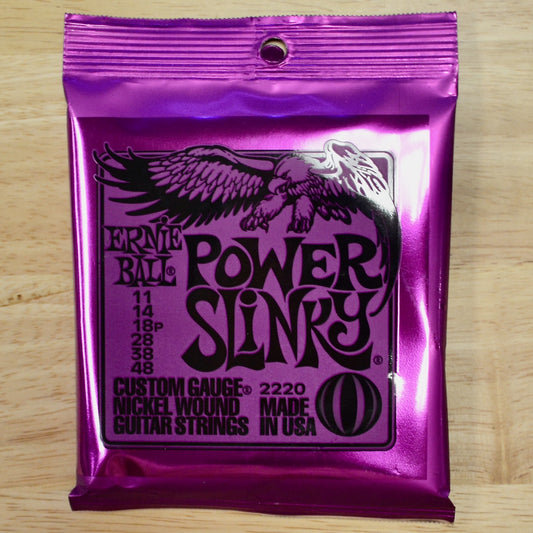 ERNIE BALL®
POWER SLINKY®
11
14
18P
28
38
48
CUSTOM GAUGE® 2220
NICKEL WOUND MADE
GUITAR STRINGS IN USA